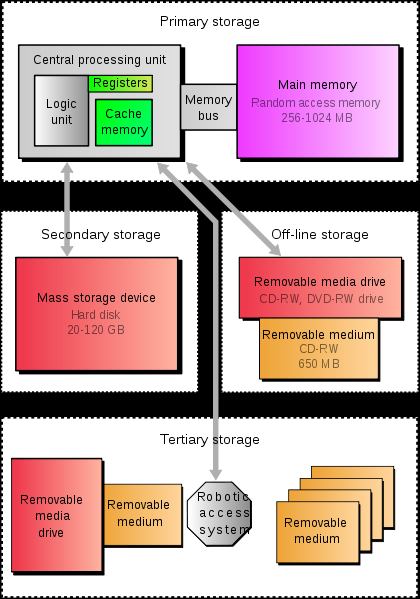 Primary storage
Central processing unit
Registers
Logic
unit
Cache
memory
Memory
bus
Main memory
Random access memory
256-1024 MB
Secondary storage
Mass storage device
Hard disk
20-120 GB
Off-line storage
Removable media drive
CD-RW, DVD-RW drive
Removable medium
CD-RW
650 MB
Tertiary storage
Removable
media
drive
Removable
medium
Robotic
access
system
Removable
medium